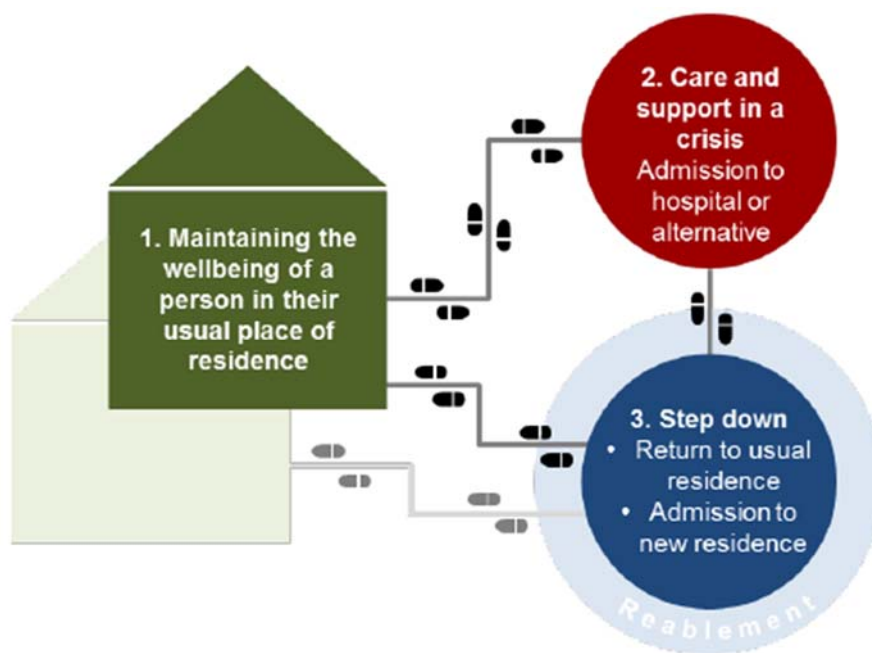 1. Maintaining the
wellbeing of a
person in their
usual place of
residence
2. Care and
support in a
crisis
Admission to
hospital or
alternative
3. Step down
• Return to usual
residence
• Admission to
new residence
Reablement